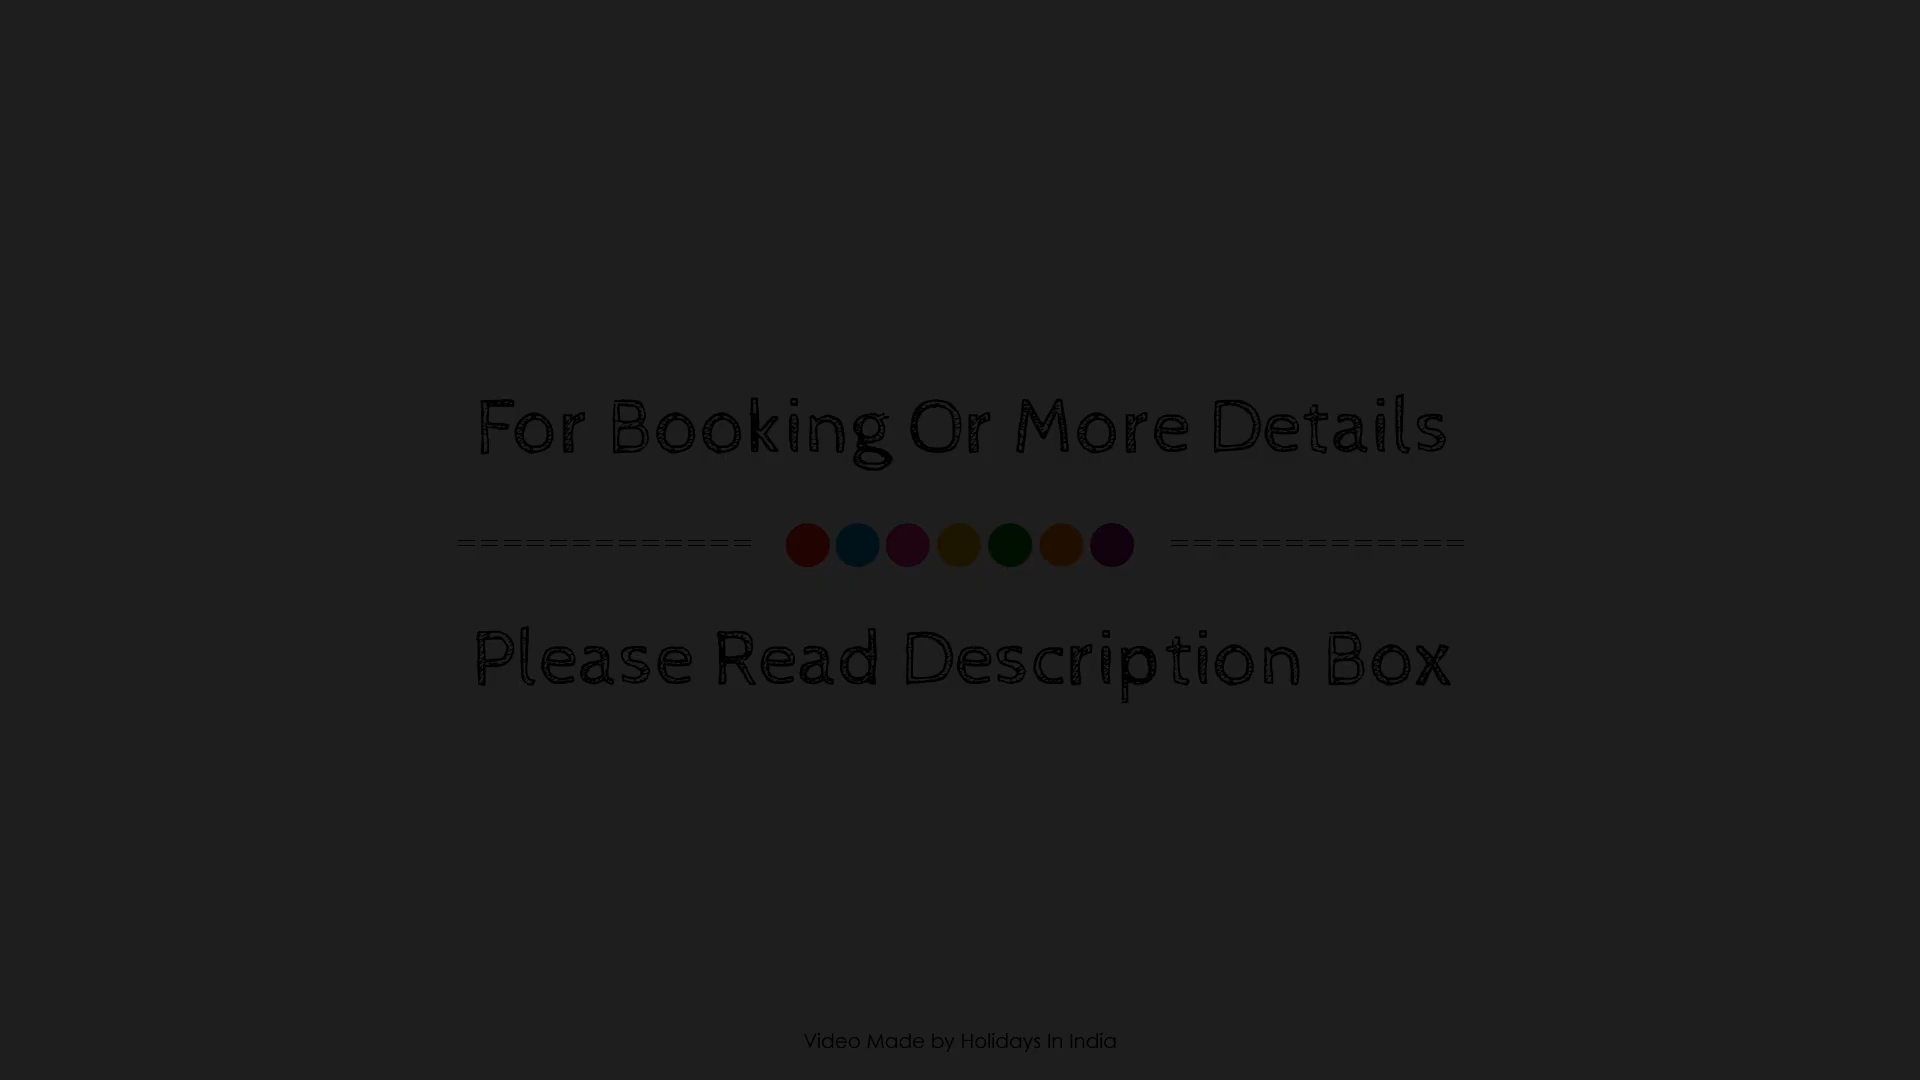 For Booking Or More Details
============= =============
Please Read Description Box
Video Made by Holidays In India